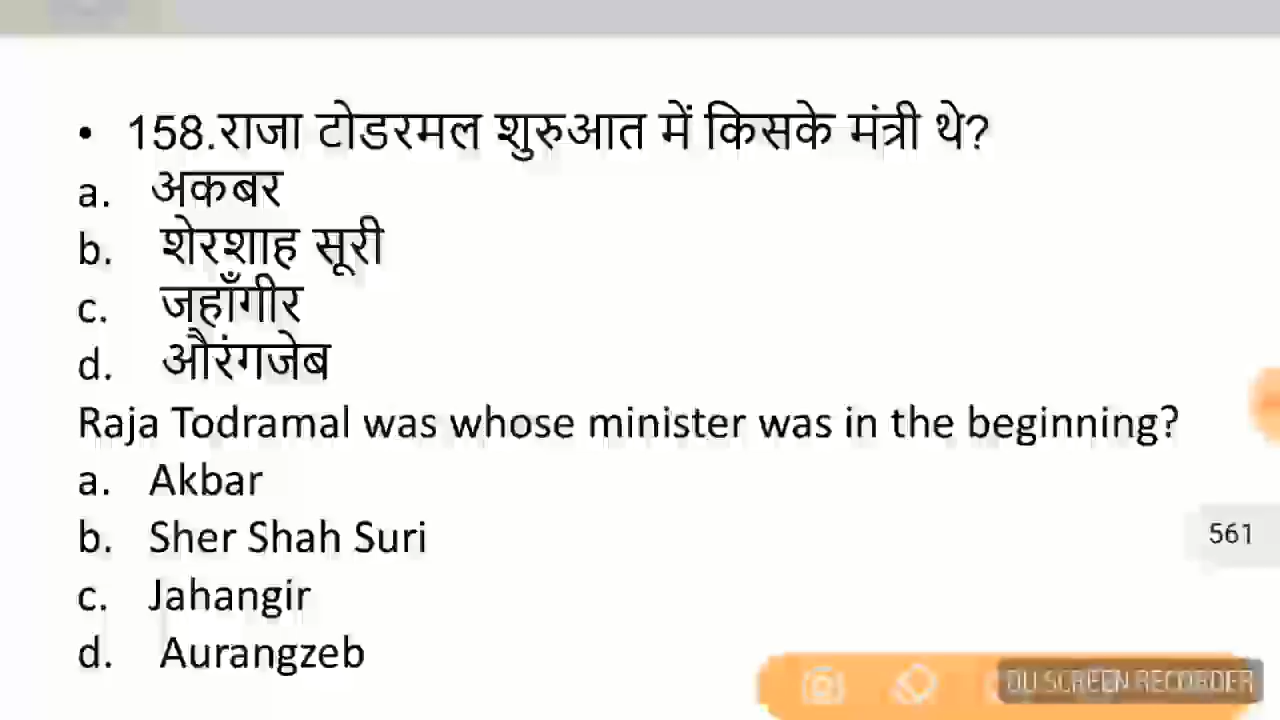 • 158.राजा टोडरमल शुरुआत में किसके मंत्री थे?
a. अकबर
b. शेरशाह सूरी
c. जहाँगीर
d. औरंगजेब
Raja Todramal was whose minister was in the beginning?
a. Akbar
b. Sher Shah Suri
561
c. Jahangir
d. Aurangzeb
DU SCREEN RECORDER